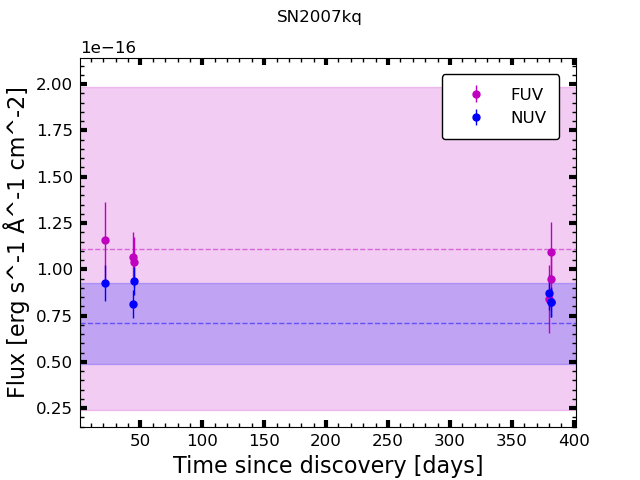 SN2007kq
1e−16
FUV
NUV
2.00
1.75
1.50
1.25
1.00
0.75
0.50
0.25
Flux [erg s^-1 Å^-1 cm^-2]
50 100 150 200 250 300 350 400
Time since discovery [days]